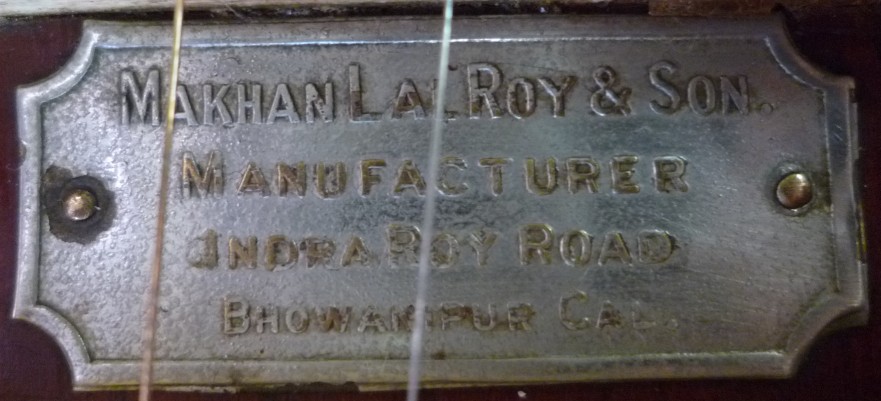 MAKHAN LAL ROY & SON.
MANUFACTURER
INDRA ROY ROAD
BHOWANIPUR CAL.